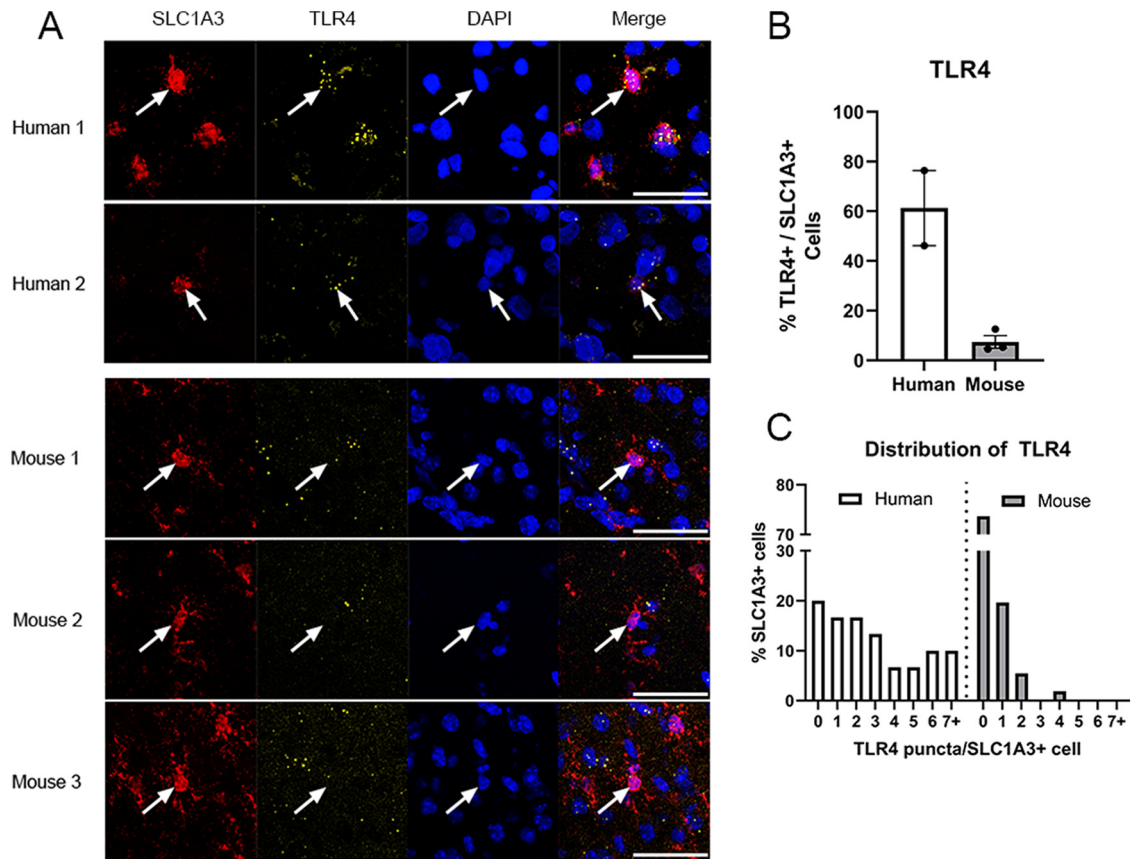 A
SLC1A3 TLR4 DAPI Merge
Human 1
Human 2
Mouse 1
Mouse 2
Mouse 3
B
TLR4
100
80
60
40
20
0
% TLR4+ / SLC1A3+
Cells
Human Mouse
C
Distribution of TLR4
80
70
30
20
10
0
% SLC1A3+ cells
Human
Mouse
0 1 2 3 4 5 6 7+ 0 1 2 3 4 5 6 7+
TLR4 puncta/SLC1A3+ cell